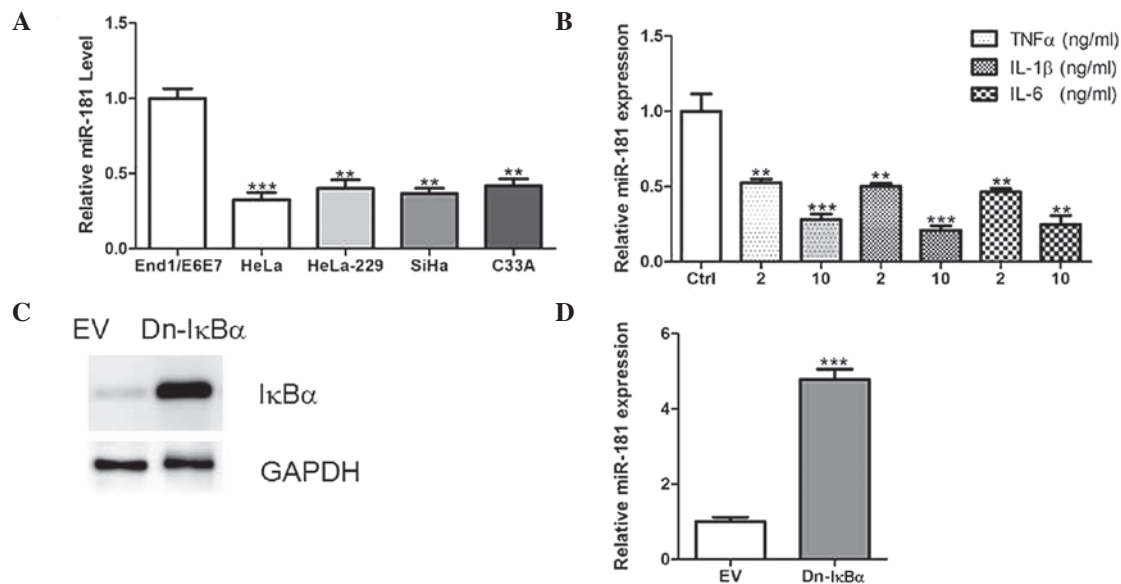 A
Relative miR-181 Level
1.5
1.0
0.5
0.0
***
**
**
**
End1/E6E7 HeLa HeLa-229 SiHa C33A
B
Relative miR-181 expression
1.5
1.0
0.5
0.0
TNFα (ng/ml)
IL-1β (ng/ml)
IL-6 (ng/ml)
**
***
**
***
**
**
Ctrl 2 10 2 10 2 10
C
EV Dn-IκBα
IκBα
GAPDH
D
Relative miR-181 expression
6
4
2
0
***
EV Dn-IκBα